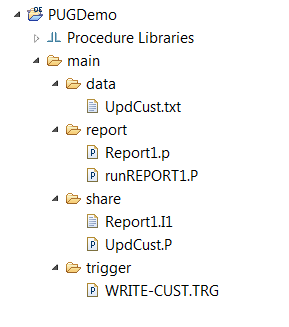 PUGDemo
Procedure Libraries
main
data
UpdCust.txt
report
Report1.p
runREPORT1.P
share
Report1.I1
UpdCust.P
trigger
WRITE-CUST.TRG